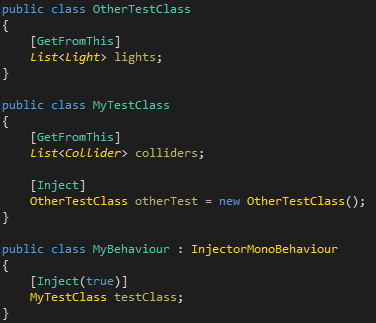 public class OtherTestClass
{
    [GetFromThis]
    List<Light> lights;
}

public class MyTestClass
{
    [GetFromThis]
    List<Collider> colliders;

    [Inject]
    OtherTestClass otherTest = new OtherTestClass();
}

public class MyBehaviour : InjectorMonoBehaviour
{
    [Inject(true)]
    MyTestClass testClass;
}